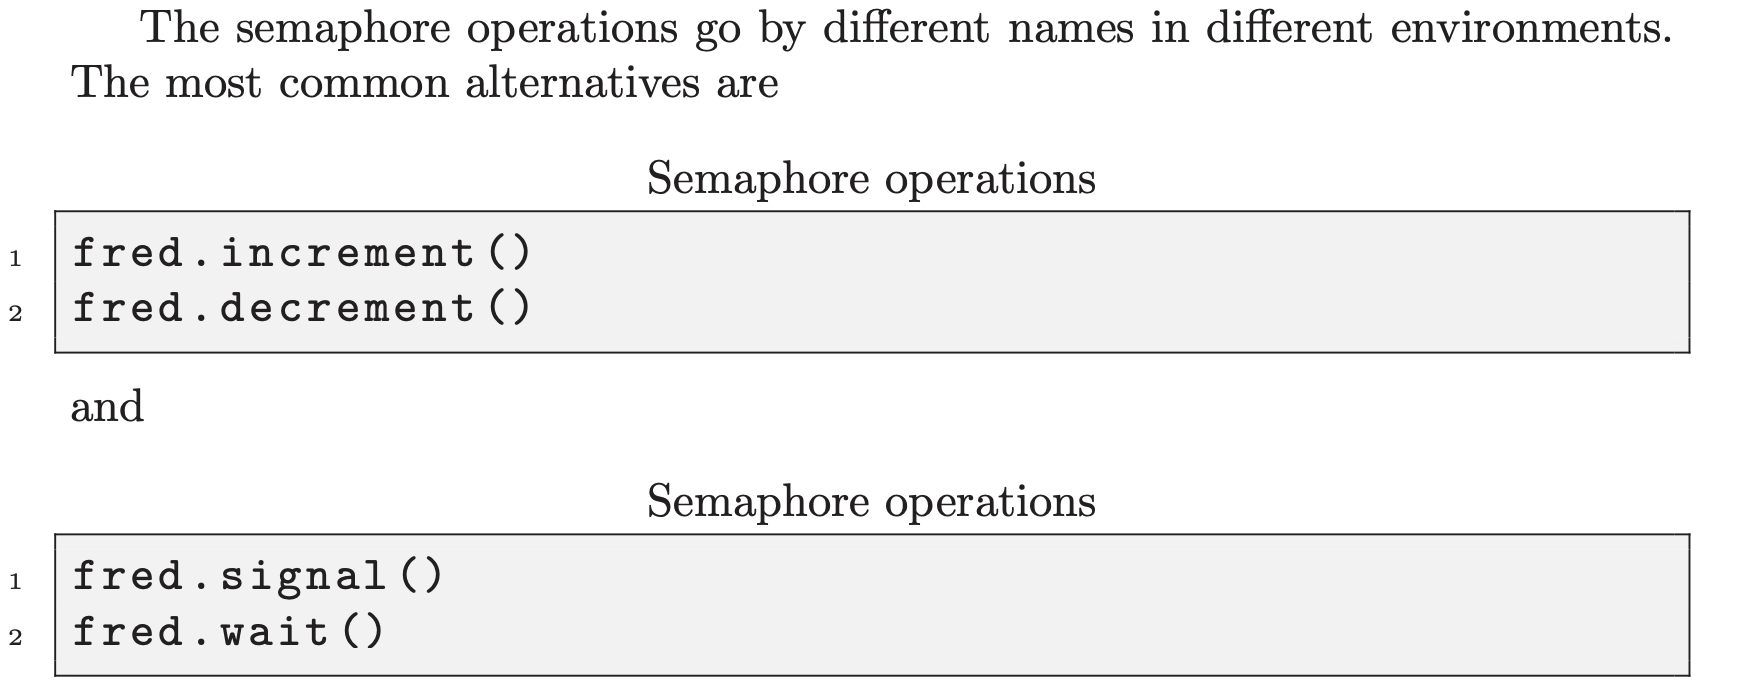 The semaphore operations go by different names in different environments.
The most common alternatives are
Semaphore operations
1 fred.increment()
2 fred.decrement()
and
Semaphore operations
1 fred.signal()
2 fred.wait()